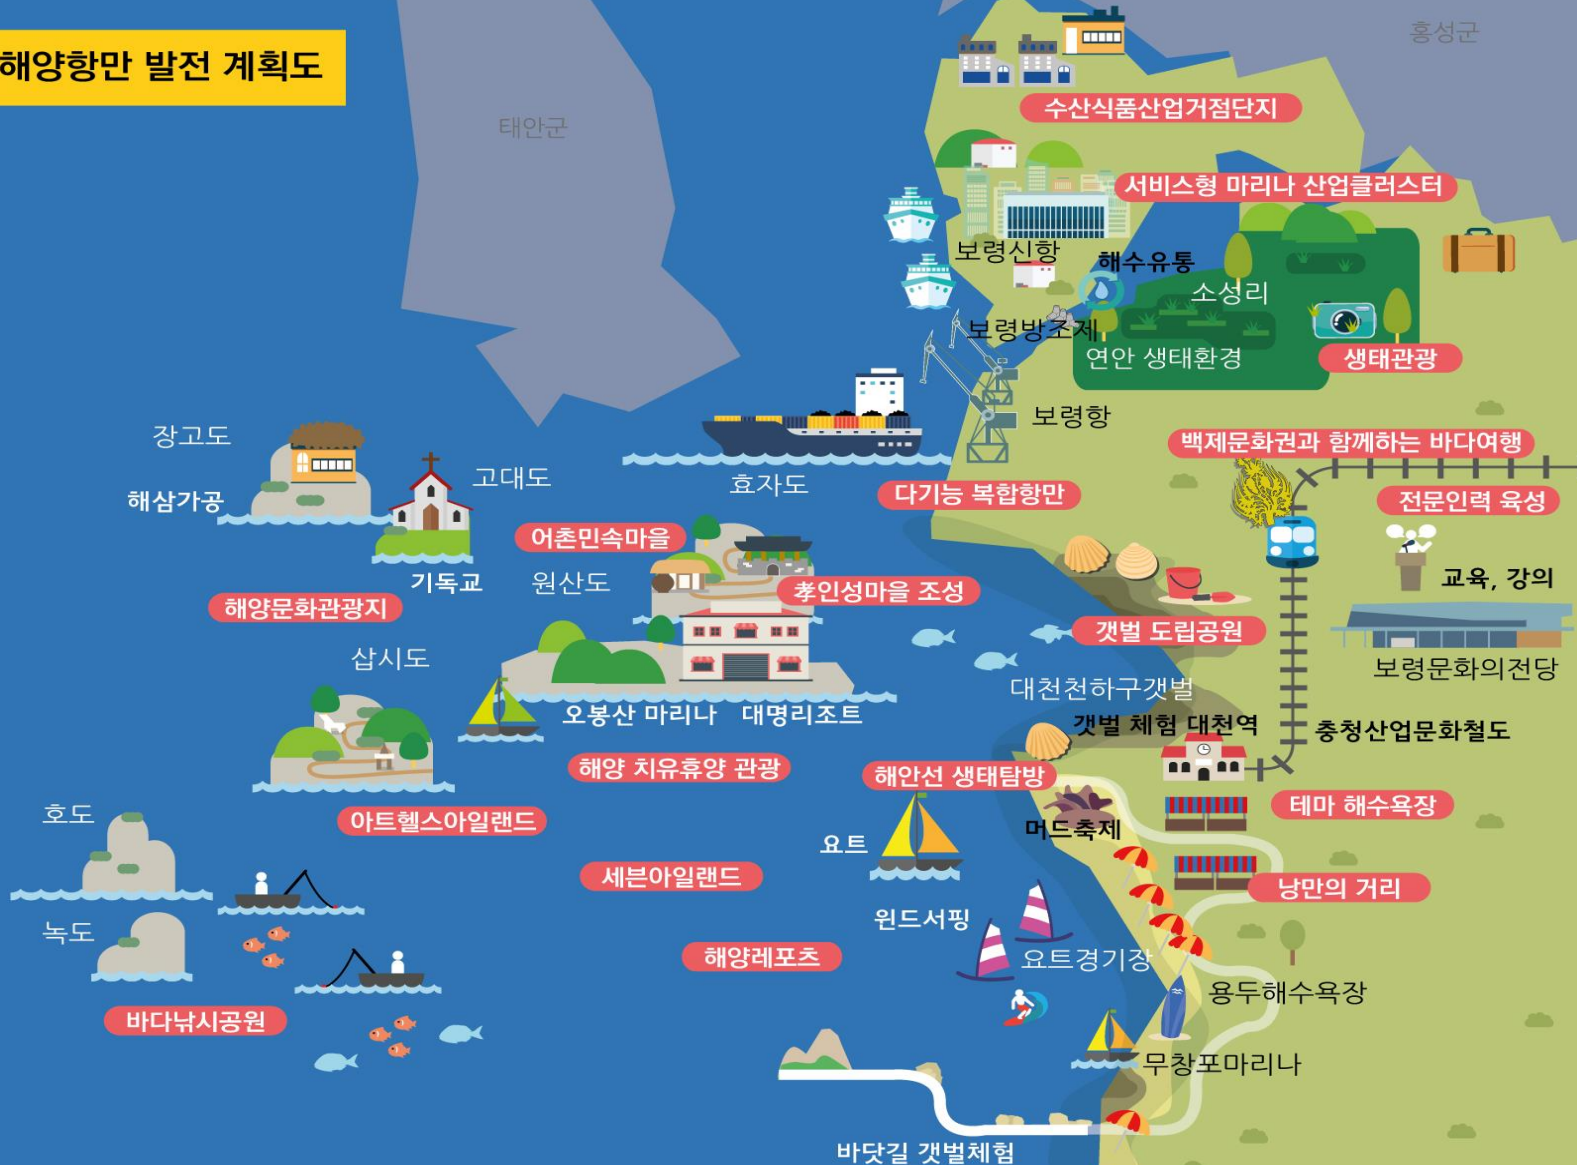 해양항만 발전 계획도
홍성군
태안군
수산식품산업거점단지
서비스형 마리나 산업클러스터
보령신항
해수유통
소성리
보령방조제
연안 생태환경
생태관광
장고도
보령항
백제문화권과 함께하는 바다여행
고대도
효자도
해삼가공
다기능 복합항만
전문인력 육성
어촌민속마을
기독교
원산도
孝인성마을 조성
교육, 강의
해양문화관광지
갯벌 도립공원
삽시도
보령문화의전당
대천천하구갯벌
오봉산 마리나
대명리조트
갯벌 체험
대천역
충청산업문화철도
해양 치유휴양 관광
해안선 생태탐방
테마 해수욕장
호도
아트헬스아일랜드
머드축제
요트
세븐아일랜드
낭만의 거리
녹도
윈드서핑
해양레포츠
요트경기장
용두해수욕장
바다낚시공원
무창포마리나
바닷길 갯벌체험